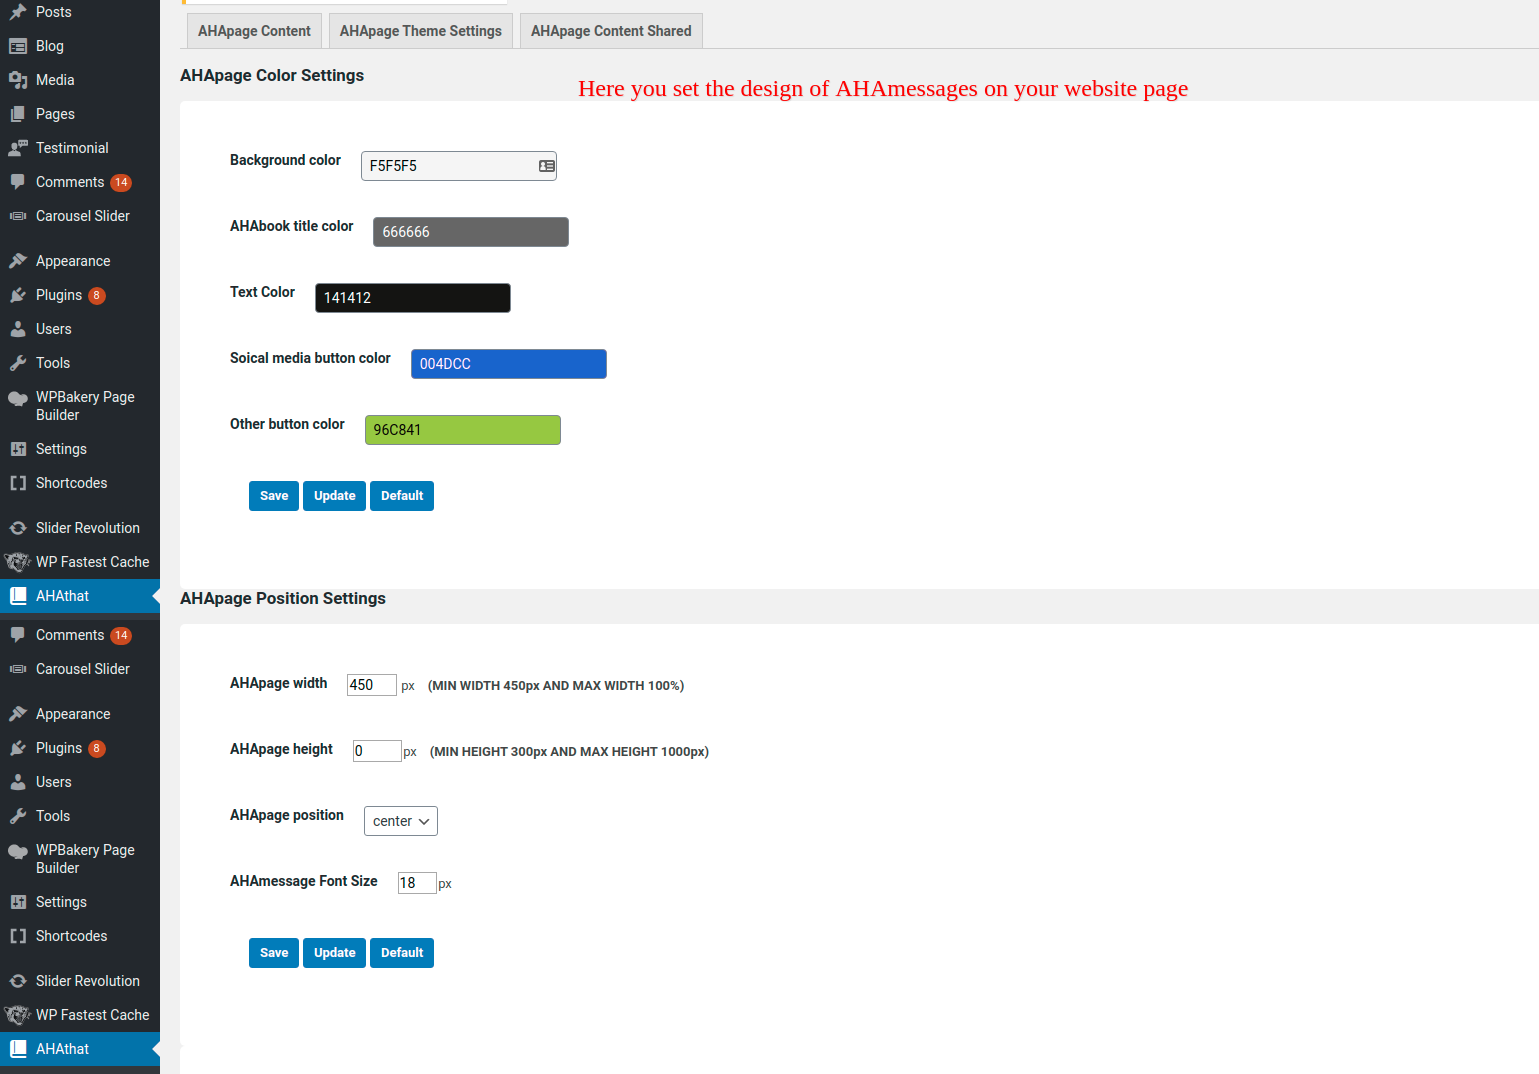 Posts
Blog
Media
Pages
Testimonial
Comments 14
Carousel Slider
Appearance
Plugins 8
Users
Tools
WPBakery Page
Builder
Settings
Shortcodes
Slider Revolution
WP Fastest Cache
AHAthat
Comments 14
Carousel Slider
Appearance
Plugins 8
Users
Tools
WPBakery Page
Builder
Settings
Shortcodes
Slider Revolution
WP Fastest Cache
AHAthat
AHApage Content AHApage Theme Settings AHApage Content Shared
AHApage Color Settings
Here you set the design of AHAmessages on your website page
Background color F5F5F5
AHAbook title color 666666
Text Color 141412
Soical media button color 004DCC
Other button color 96C841
Save Update Default
AHApage Position Settings
AHApage width 450 px (MIN WIDTH 450px AND MAX WIDTH 100%)
AHApage height 0 px (MIN HEIGHT 300px AND MAX HEIGHT 1000px)
AHApage position center
AHAmessage Font Size 18 px
Save Update Default